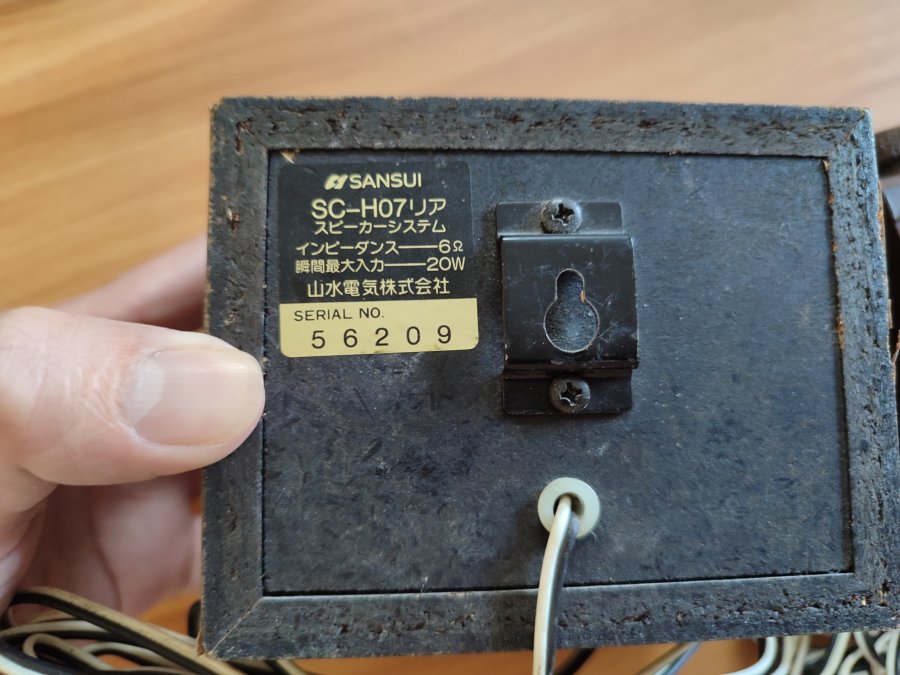 SANSUI
SC-H07リア
スピーカーシステム
インピーダンス――6Ω
瞬間最大入力――20W
山水電気株式会社
SERIAL NO.
56209